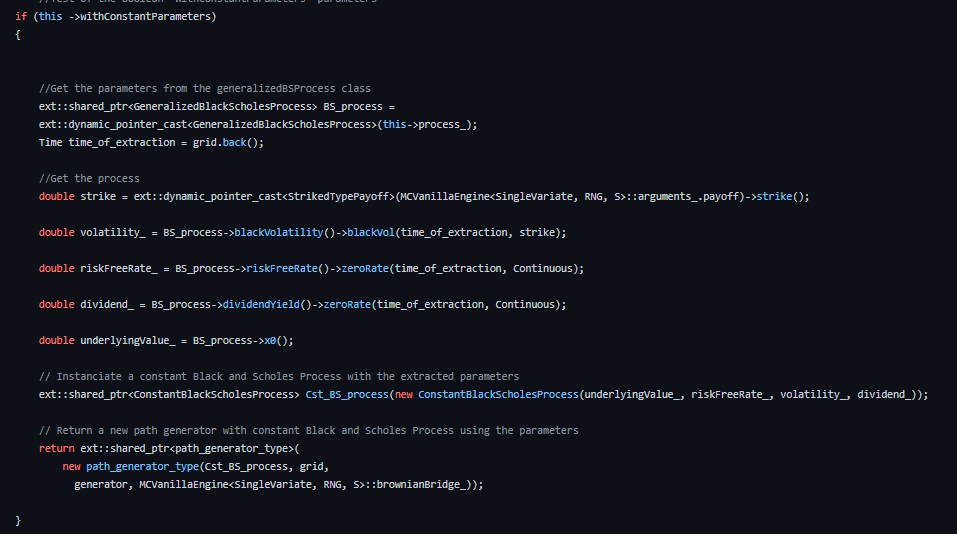 //Test of the boolean "withConstantParameters" parameters
if (this ->withConstantParameters)
{
//Get the parameters from the generalizedBSProcess class
ext::shared_ptr<GeneralizedBlackScholesProcess> BS_process =
ext::dynamic_pointer_cast<GeneralizedBlackScholesProcess>(this->process_);
Time time_of_extraction = grid.back();
//Get the process
double strike = ext::dynamic_pointer_cast<StrikedTypePayoff>(MCVanillaEngine<SingleVariate, RNG, S>::arguments_.payoff)->strike();
double volatility_ = BS_process->blackVolatility()->blackVol(time_of_extraction, strike);
double riskFreeRate_ = BS_process->riskFreeRate()->zeroRate(time_of_extraction, Continuous);
double dividend_ = BS_process->dividendYield()->zeroRate(time_of_extraction, Continuous);
double underlyingValue_ = BS_process->x0();
// Instanciate a constant Black and Scholes Process with the extracted parameters
ext::shared_ptr<ConstantBlackScholesProcess> Cst_BS_process(new ConstantBlackScholesProcess(underlyingValue_, riskFreeRate_, volatility_, dividend_));
// Return a new path generator with constant Black and Scholes Process using the parameters
return ext::shared_ptr<path_generator_type>(
new path_generator_type(Cst_BS_process, grid,
generator, MCVanillaEngine<SingleVariate, RNG, S>::brownianBridge_));
}